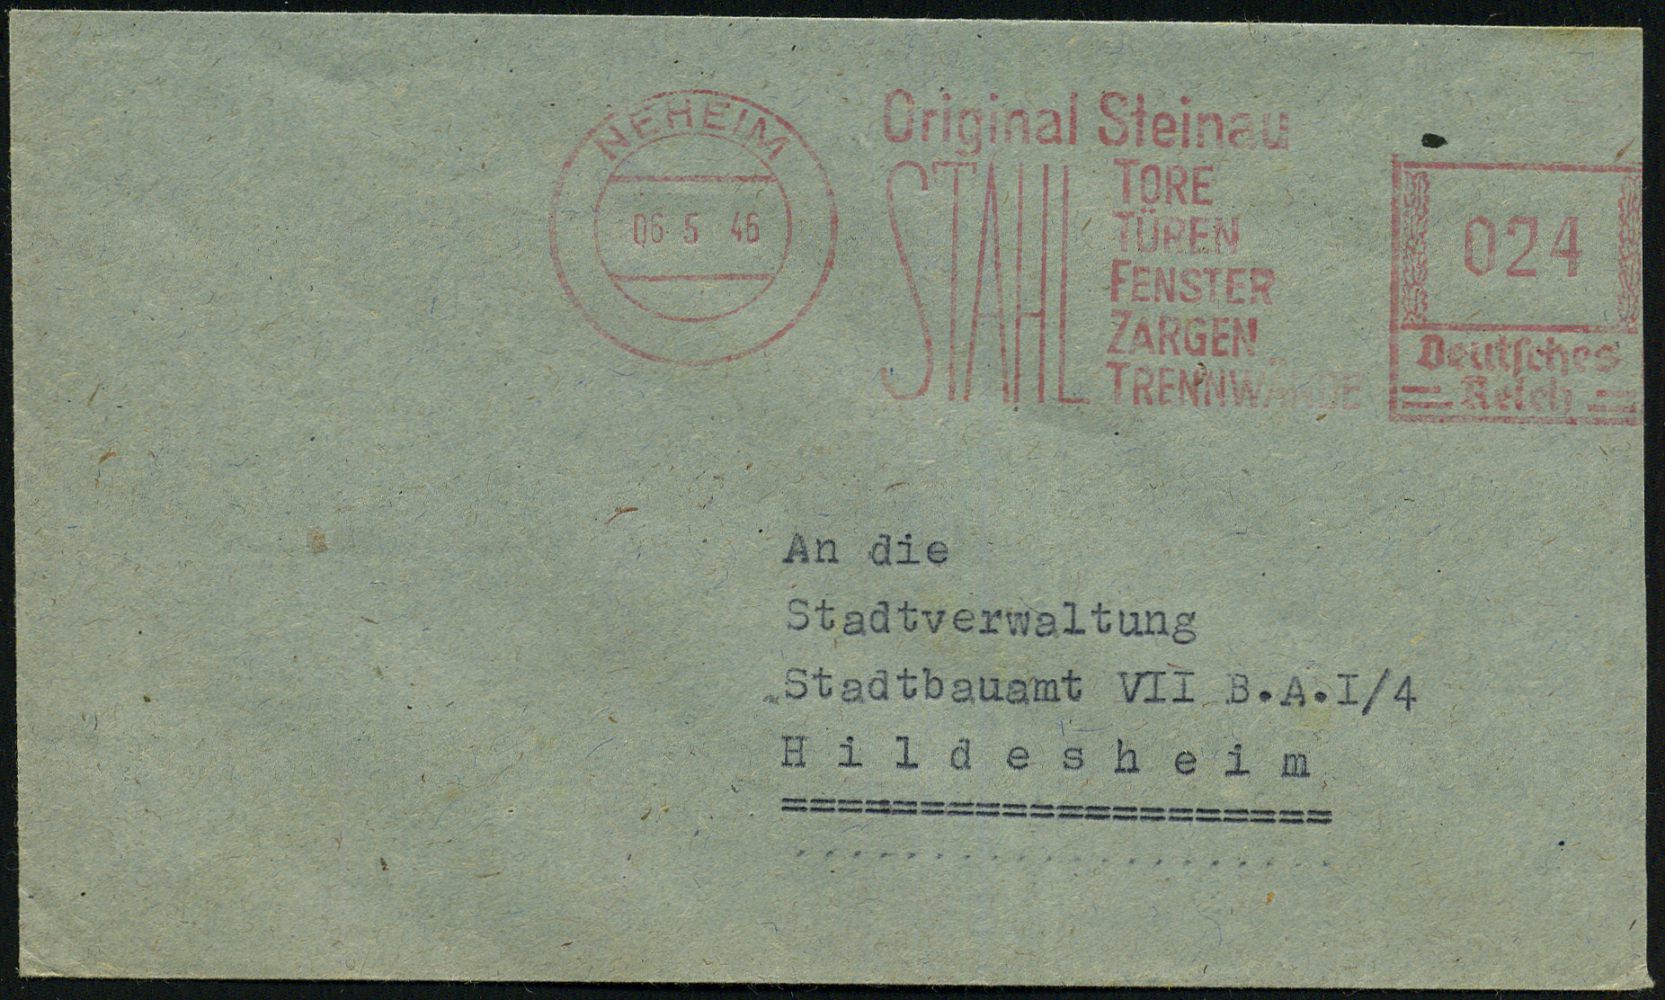 NEHEIM
06 5 46
Original Steinau
STAHL
TORE
TÜREN
FENSTER
ZARGEN
TRENNWÄNDE
024
Deutsches
Reich
An die
Stadtverwaltung
Stadtbauamt VII B.A.I/4
H i l d e s h e i m
====================
. . . . . . . . . . . . . . . . . . . .